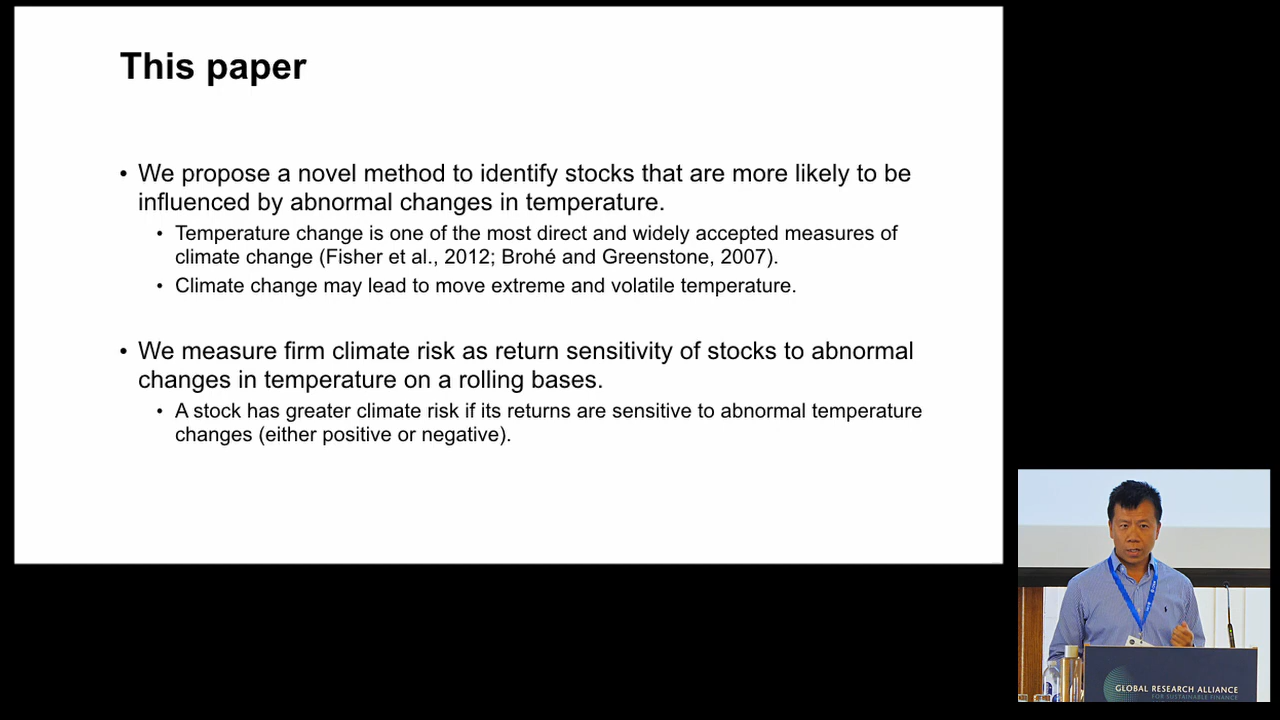 This paper
• We propose a novel method to identify stocks that are more likely to be
influenced by abnormal changes in temperature.
• Temperature change is one of the most direct and widely accepted measures of
climate change (Fisher et al., 2012; Brohé and Greenstone, 2007).
• Climate change may lead to move extreme and volatile temperature.
• We measure firm climate risk as return sensitivity of stocks to abnormal
changes in temperature on a rolling bases.
• A stock has greater climate risk if its returns are sensitive to abnormal temperature
changes (either positive or negative).
GLOBAL RESEARCH ALLIANCE
FOR SUSTAINABLE FINANCE